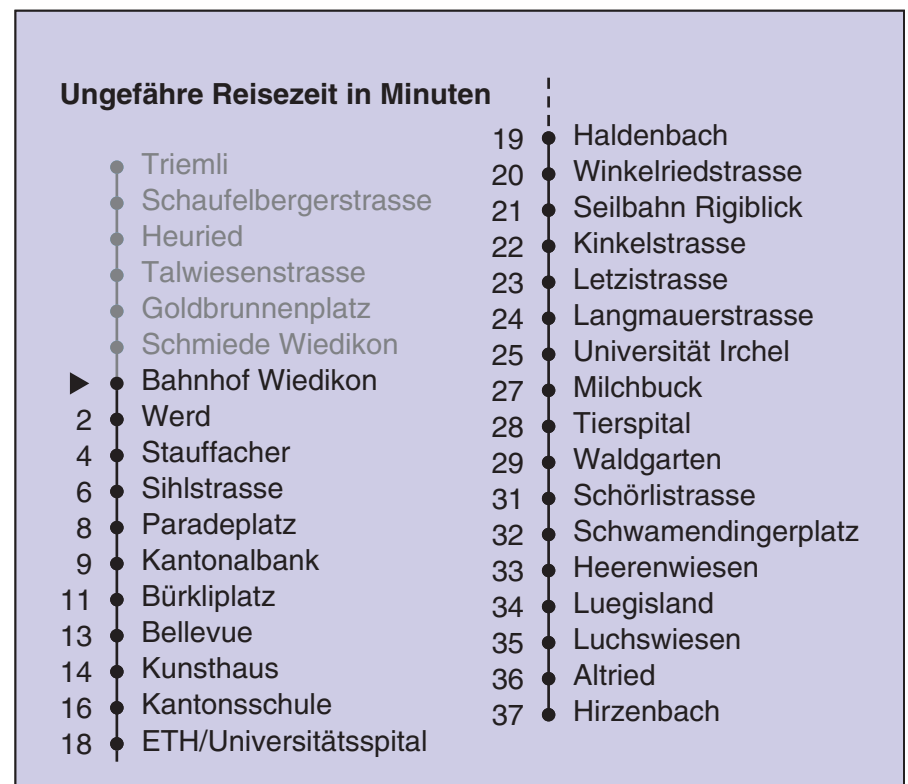 Ungefähre Reisezeit in Minuten
Triemli
Schaufelbergerstrasse
Heuried
Talwiesenstrasse
Goldbrunnenplatz
Schmiede Wiedikon
Bahnhof Wiedikon
2 Werd
4 Stauffacher
6 Sihlstrasse
8 Paradeplatz
9 Kantonalbank
11 Bürkliplatz
13 Bellevue
14 Kunsthaus
16 Kantonsschule
18 ETH/Universitätsspital
19 Haldenbach
20 Winkelriedstrasse
21 Seilbahn Rigiblick
22 Kinkelstrasse
23 Letzistrasse
24 Langmauerstrasse
25 Universität Irchel
27 Milchbuck
28 Tierspital
29 Waldgarten
31 Schörlistrasse
32 Schwamendingerplatz
33 Heerenwiesen
34 Luegisland
35 Luchswiesen
36 Altried
37 Hirzenbach